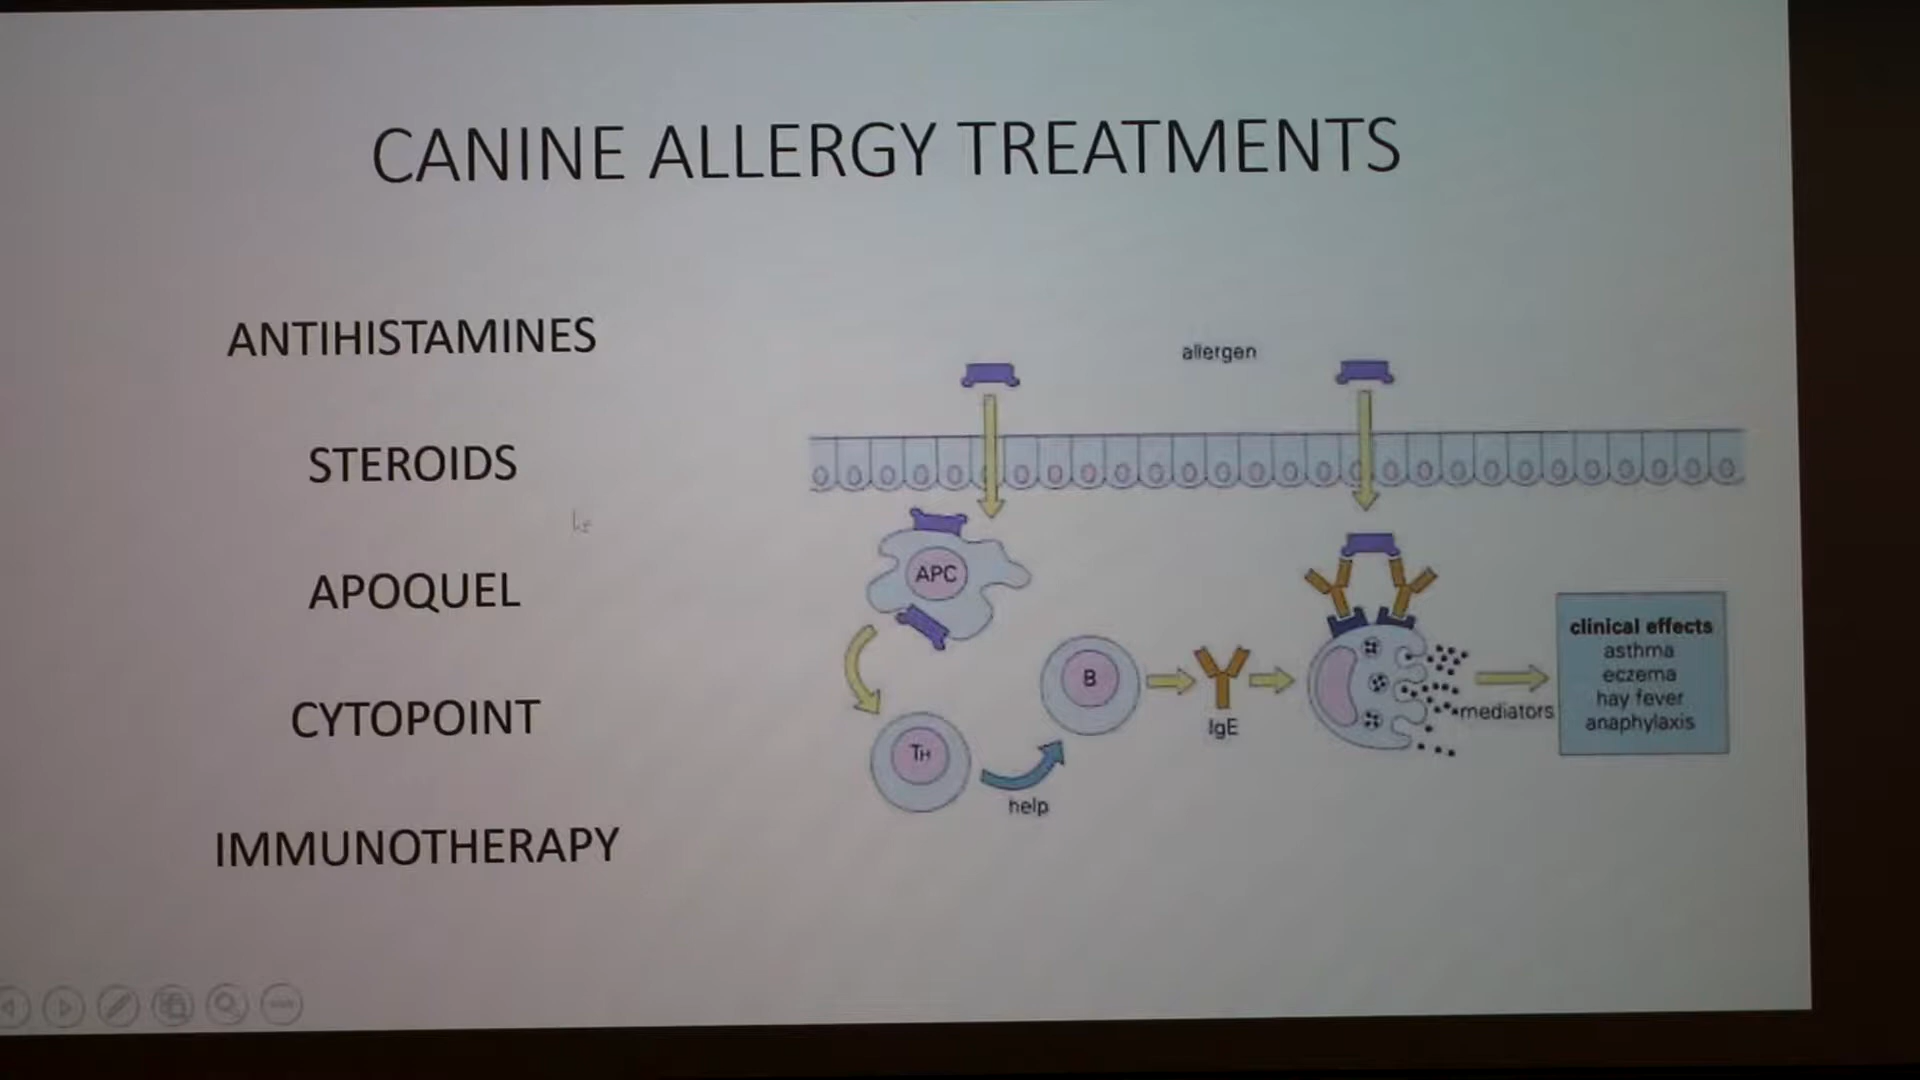 CANINE ALLERGY TREATMENTS
ANTIHISTAMINES
STEROIDS
APOQUEL
CYTOPOINT
IMMUNOTHERAPY
allergen
APC
TH
help
B
IgE
mediators
clinical effects
asthma
eczema
hay fever
anaphylaxis